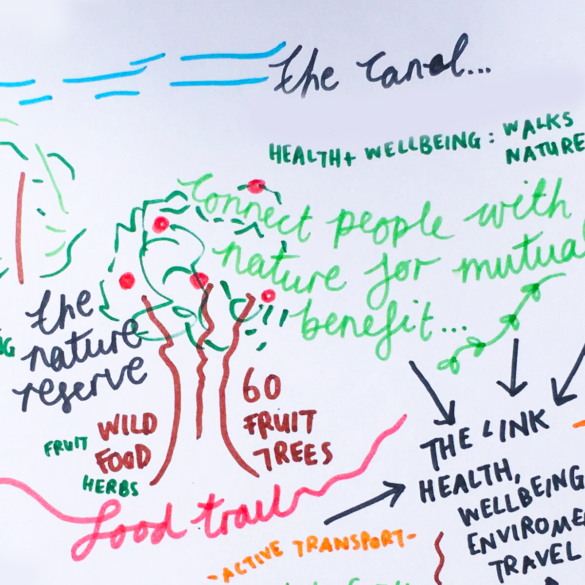 the canal...
HEALTH + WELLBEING : WALKS
NATURE
Connect people with
nature for mutual
benefit...
the
nature
reserve
60
FRUIT
TREES
FRUIT
WILD
FOOD
HERBS
food trail
THE LINK
HEALTH,
WELLBEING
ENVIROME
TRAVEL
-ACTIVE TRANSPORT-